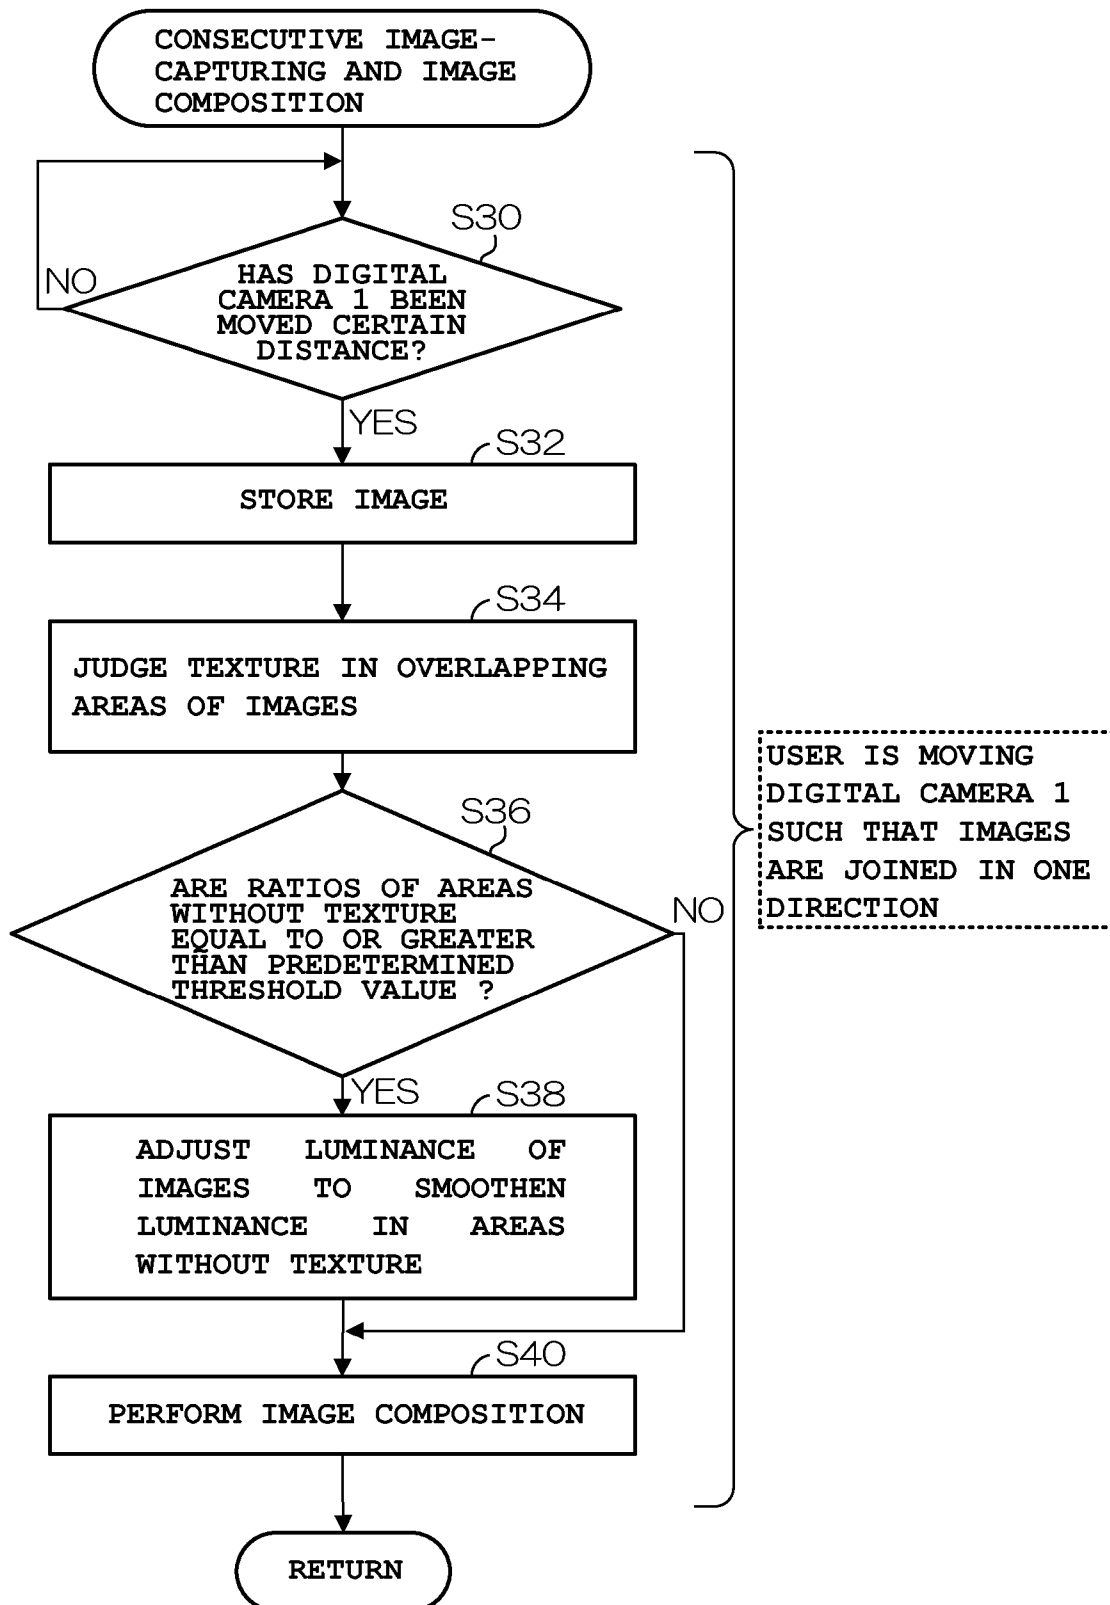 CONSECUTIVE IMAGE-
CAPTURING AND IMAGE
COMPOSITION
S30
NO
HAS DIGITAL
CAMERA 1 BEEN
MOVED CERTAIN
DISTANCE?
YES
S32
STORE IMAGE
S34
JUDGE TEXTURE IN OVERLAPPING
AREAS OF IMAGES
USER IS MOVING
DIGITAL CAMERA 1
SUCH THAT IMAGES
ARE JOINED IN ONE
DIRECTION
S36
ARE RATIOS OF AREAS
WITHOUT TEXTURE
EQUAL TO OR GREATER
THAN PREDETERMINED
THRESHOLD VALUE ?
NO
YES
S38
ADJUST LUMINANCE OF
IMAGES TO SMOOTHEN
LUMINANCE IN AREAS
WITHOUT TEXTURE
S40
PERFORM IMAGE COMPOSITION
RETURN